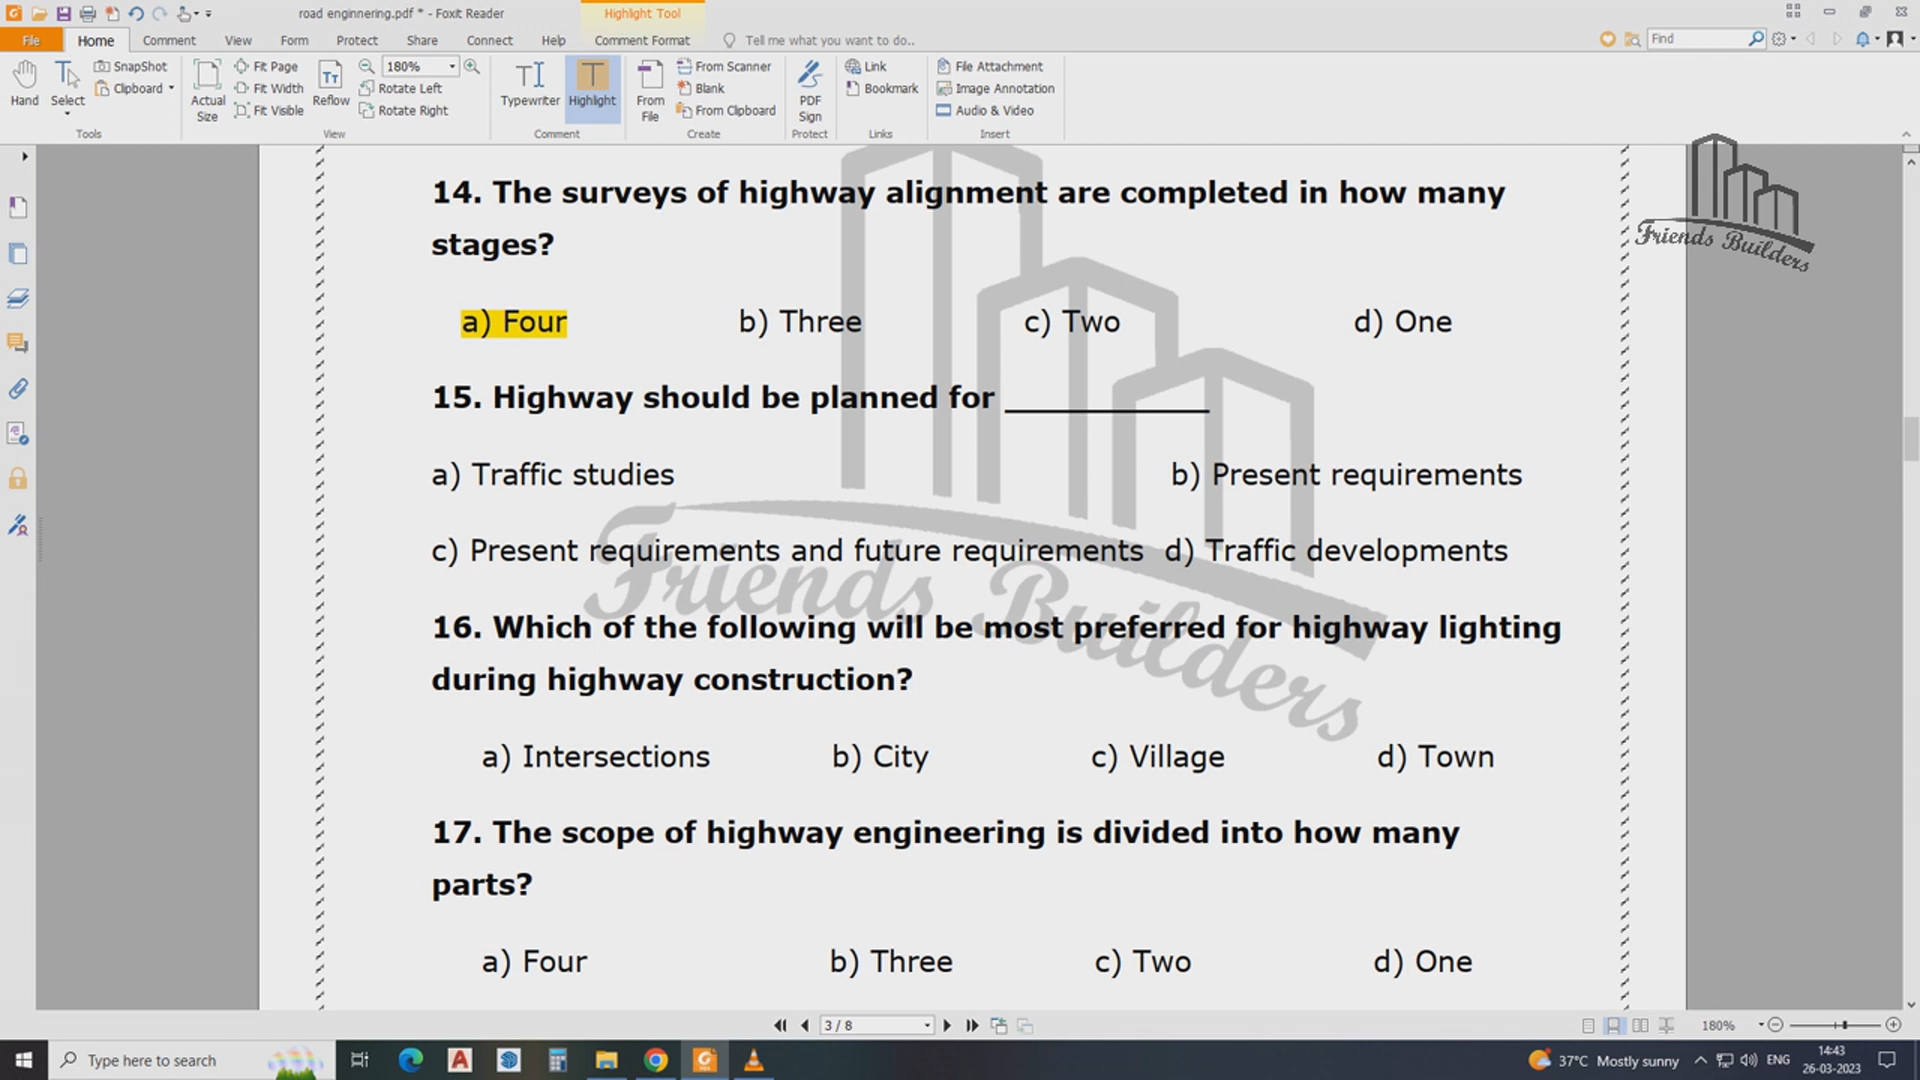 road enginnering.pdf * - Foxit Reader
Highlight Tool
File
Home
Comment
View
Form
Protect
Share
Connect
Help
Comment Format
Tell me what you want to do..
Find
Hand
Select
SnapShot
Clipboard
Tools
Actual Size
Fit Page
Fit Width
Fit Visible
Reflow
180%
Rotate Left
Rotate Right
View
Typewriter
Highlight
Comment
From File
From Scanner
Blank
From Clipboard
Create
PDF Sign
Protect
Link
Bookmark
Links
File Attachment
Image Annotation
Audio & Video
Insert
Friends Builders
14. The surveys of highway alignment are completed in how many
stages?
a) Four b) Three c) Two d) One
15. Highway should be planned for ____________
a) Traffic studies b) Present requirements
c) Present requirements and future requirements d) Traffic developments
Friends Builders
16. Which of the following will be most preferred for highway lighting
during highway construction?
a) Intersections b) City c) Village d) Town
17. The scope of highway engineering is divided into how many
parts?
a) Four b) Three c) Two d) One
3 / 8
180%
Type here to search
37°C Mostly sunny
ENG
14:43
26-03-2023